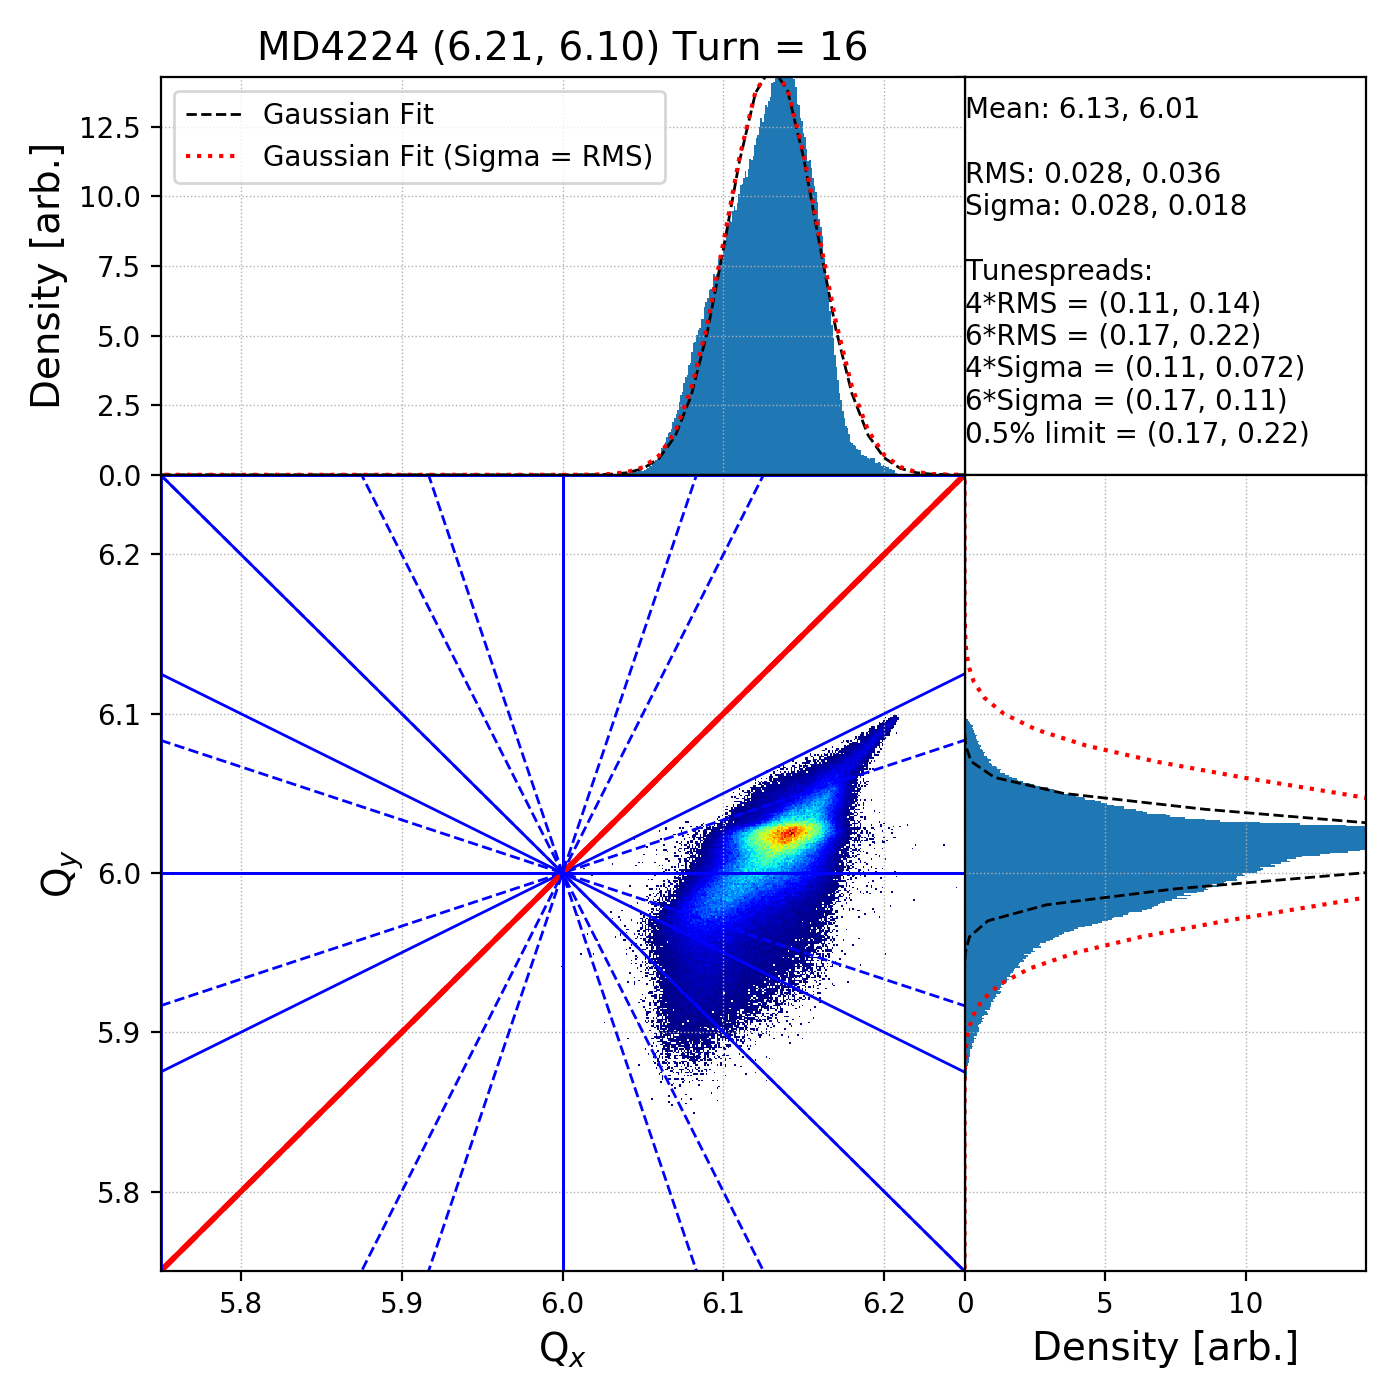 MD4224 (6.21, 6.10) Turn = 16
Gaussian Fit
Gaussian Fit (Sigma = RMS)
Density [arb.]
12.5
10.0
7.5
5.0
2.5
0.0
Mean: 6.13, 6.01
RMS: 0.028, 0.036
Sigma: 0.028, 0.018
Tunespreads:
4*RMS = (0.11, 0.14)
6*RMS = (0.17, 0.22)
4*Sigma = (0.11, 0.072)
6*Sigma = (0.17, 0.11)
0.5% limit = (0.17, 0.22)
Qy
6.2
6.1
6.0
5.9
5.8
5.8 5.9 6.0 6.1 6.2
Qx
0 5 10
Density [arb.]